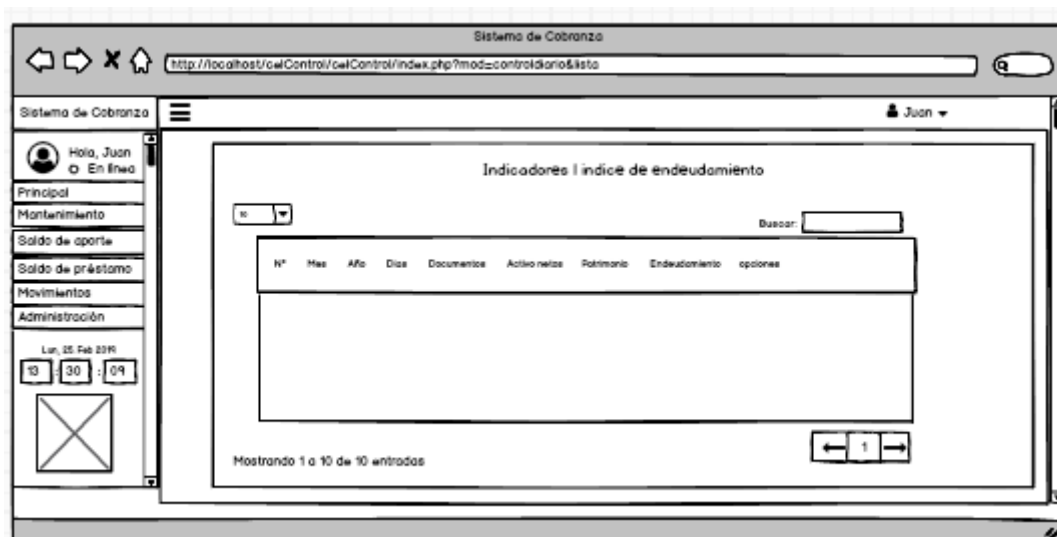 Sistema de Cobranza
http://localhost/celControl/celControl/index.php?mod=controldiario&lista
Sistema de Cobranza
Juan
Hola, Juan
En línea
Principal
Mantenimiento
Saldo de aporte
Saldo de préstamo
Movimientos
Administración
Lun, 25 Feb 2019
13 : 30 : 09
Indicadores | indice de endeudamiento
10
Buscar:
N° Mes Año Dias Documentos Activo netos Patrimonio Endeudamiento opciones
1
Mostrando 1 a 10 de 10 entradas